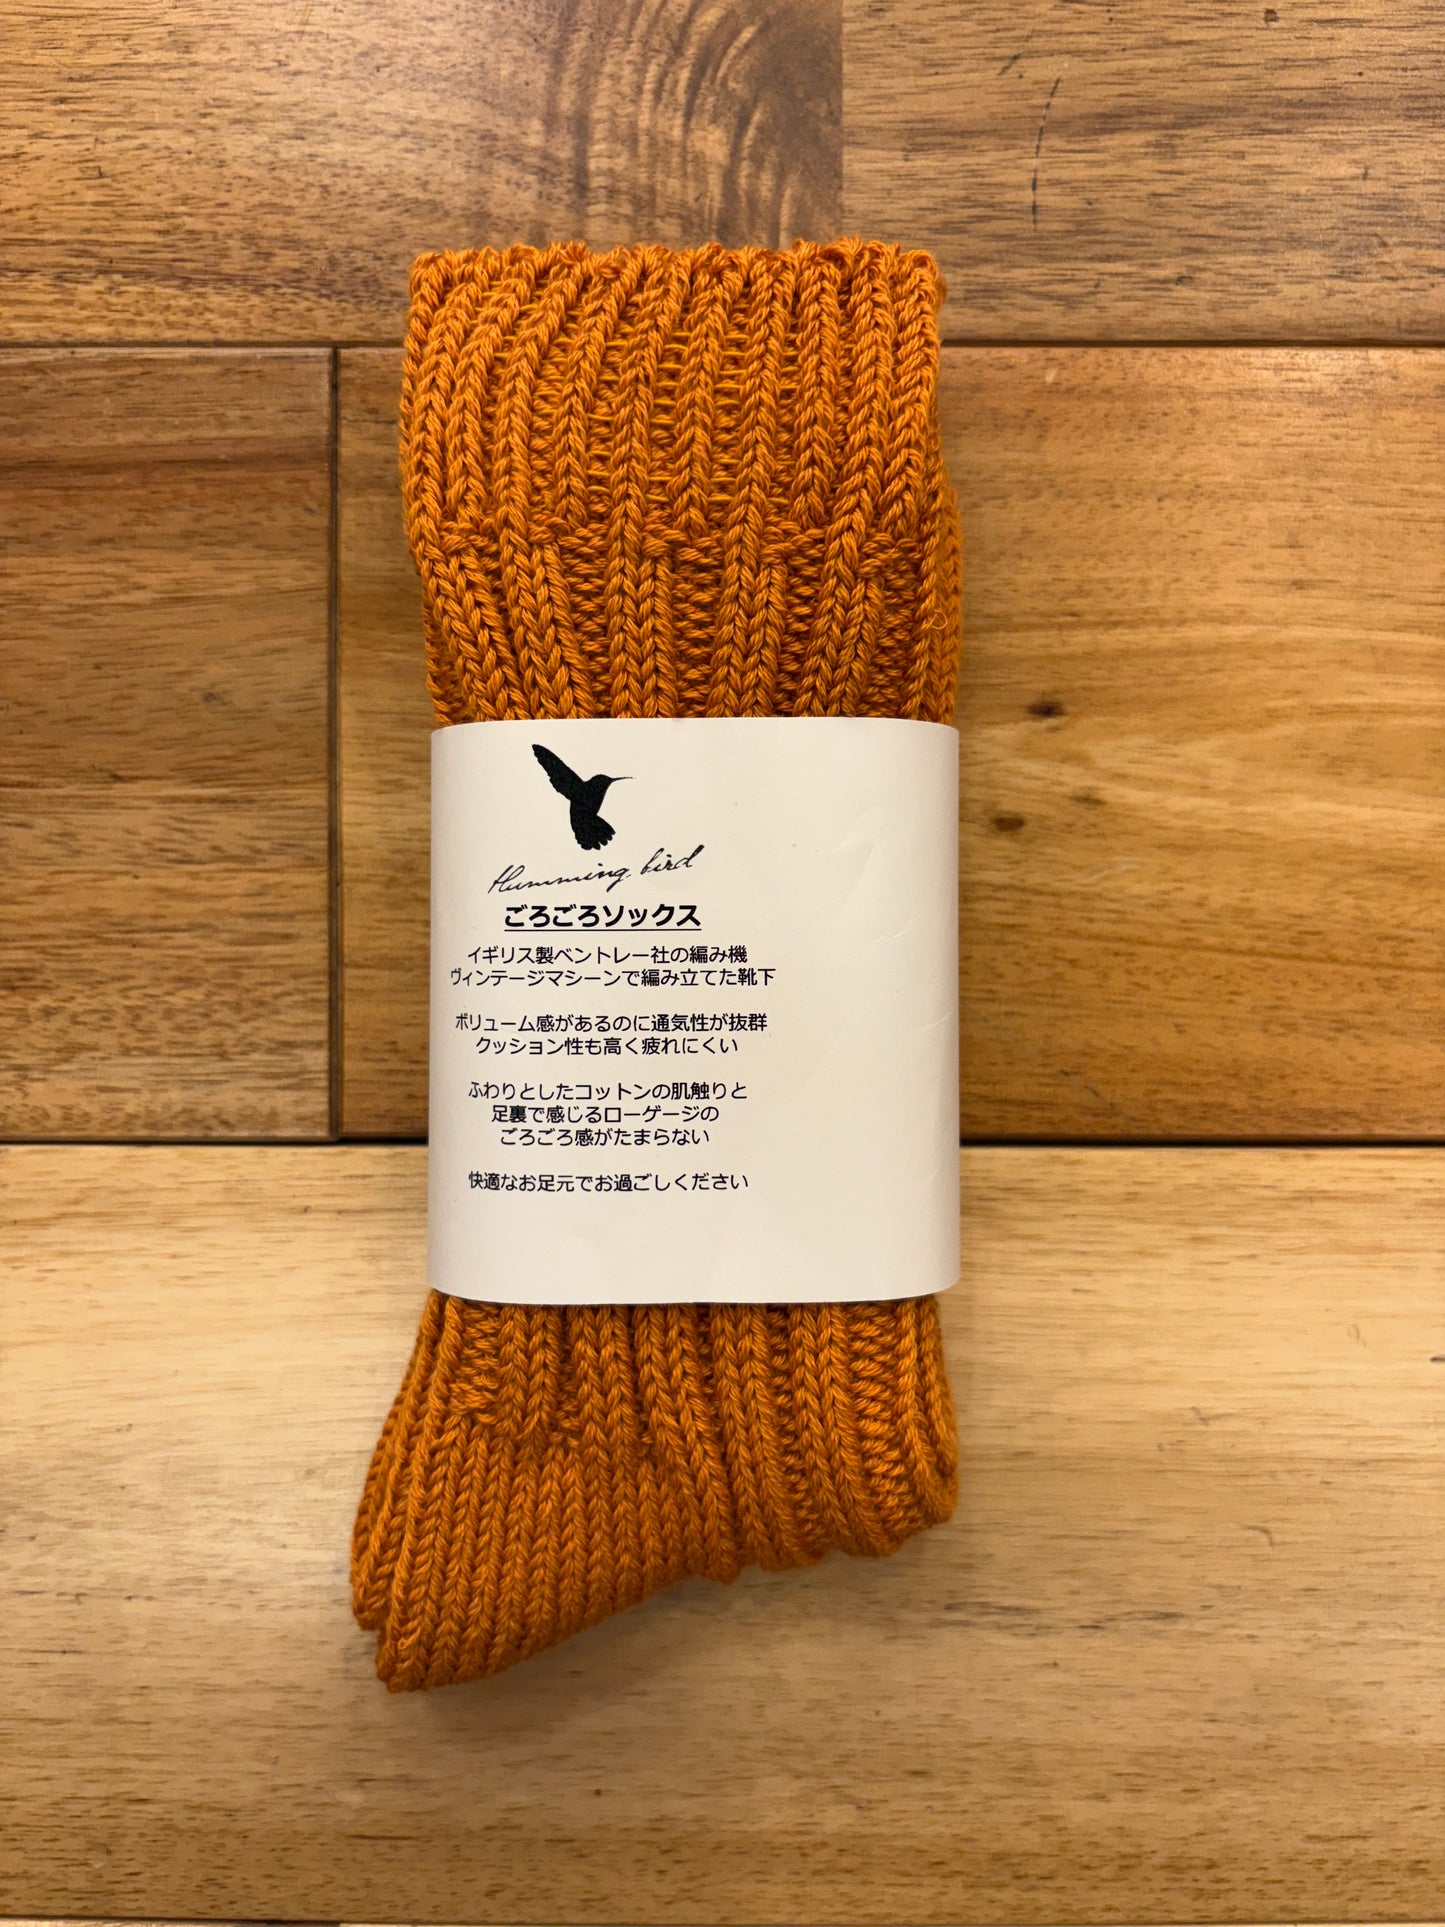 Humming bird
ごろごろソックス
イギリス製ベントレー社の編み機
ヴィンテージマシーンで編み立てた靴下
ボリューム感があるのに通気性が抜群
クッション性も高く疲れにくい
ふわりとしたコットンの肌触りと
足裏で感じるローゲージの
ごろごろ感がたまらない
快適なお足元でお過ごしください